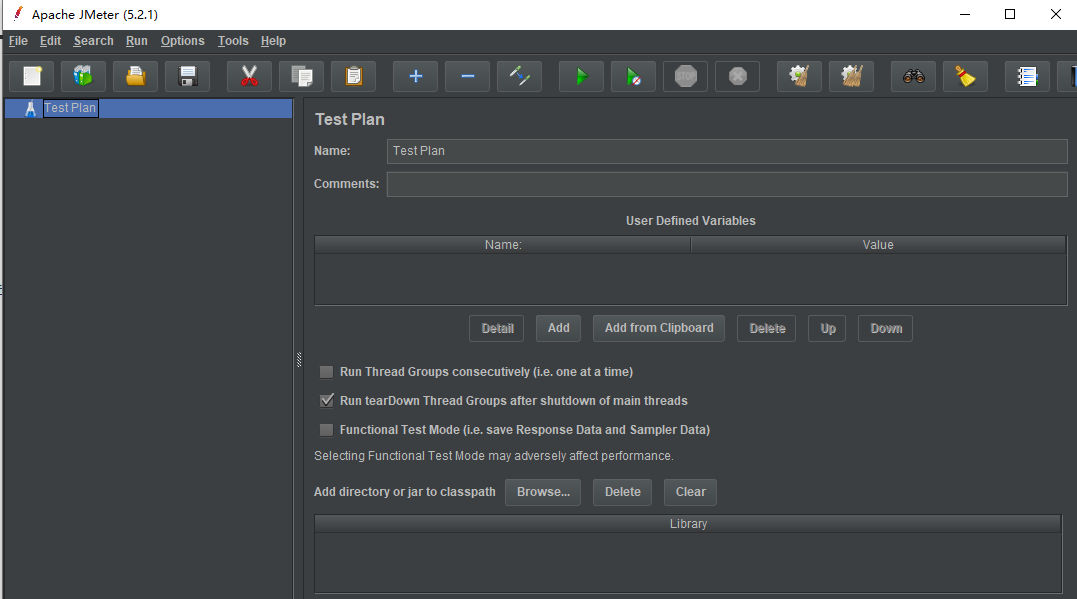 Apache JMeter (5.2.1)
File Edit Search Run Options Tools Help
STOP
Test Plan
Test Plan
Name: Test Plan
Comments:
User Defined Variables
Name: Value
Detail Add Add from Clipboard Delete Up Down
Run Thread Groups consecutively (i.e. one at a time)
Run tearDown Thread Groups after shutdown of main threads
Functional Test Mode (i.e. save Response Data and Sampler Data)
Selecting Functional Test Mode may adversely affect performance.
Add directory or jar to classpath Browse... Delete Clear
Library